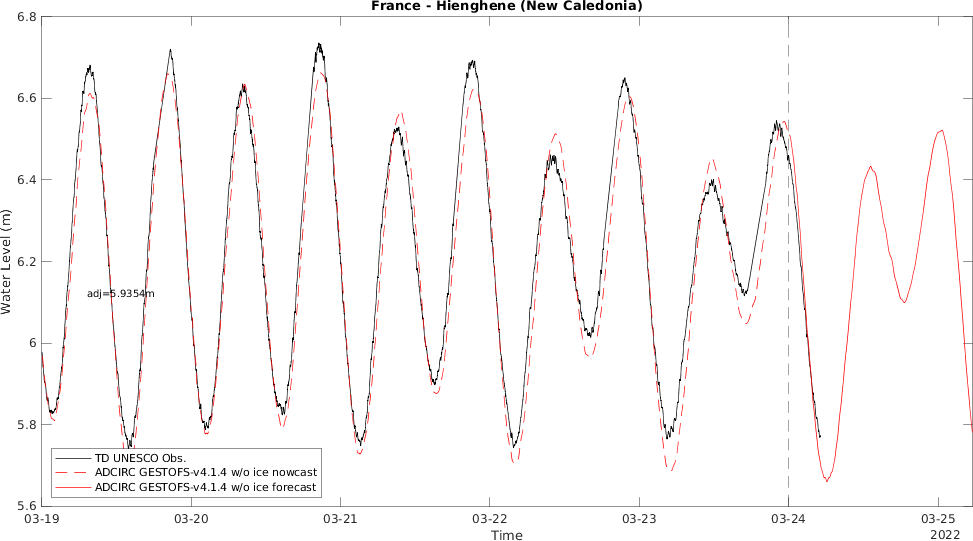 France - Hienghene (New Caledonia)
6.8
6.6
6.4
6.2
6
5.8
5.6
Water Level (m)
adj=5.9354m
TD UNESCO Obs.
ADCIRC GESTOFS-v4.1.4 w/o ice nowcast
ADCIRC GESTOFS-v4.1.4 w/o ice forecast
03-19
03-20
03-21
03-22
03-23
03-24
03-25
Time
2022